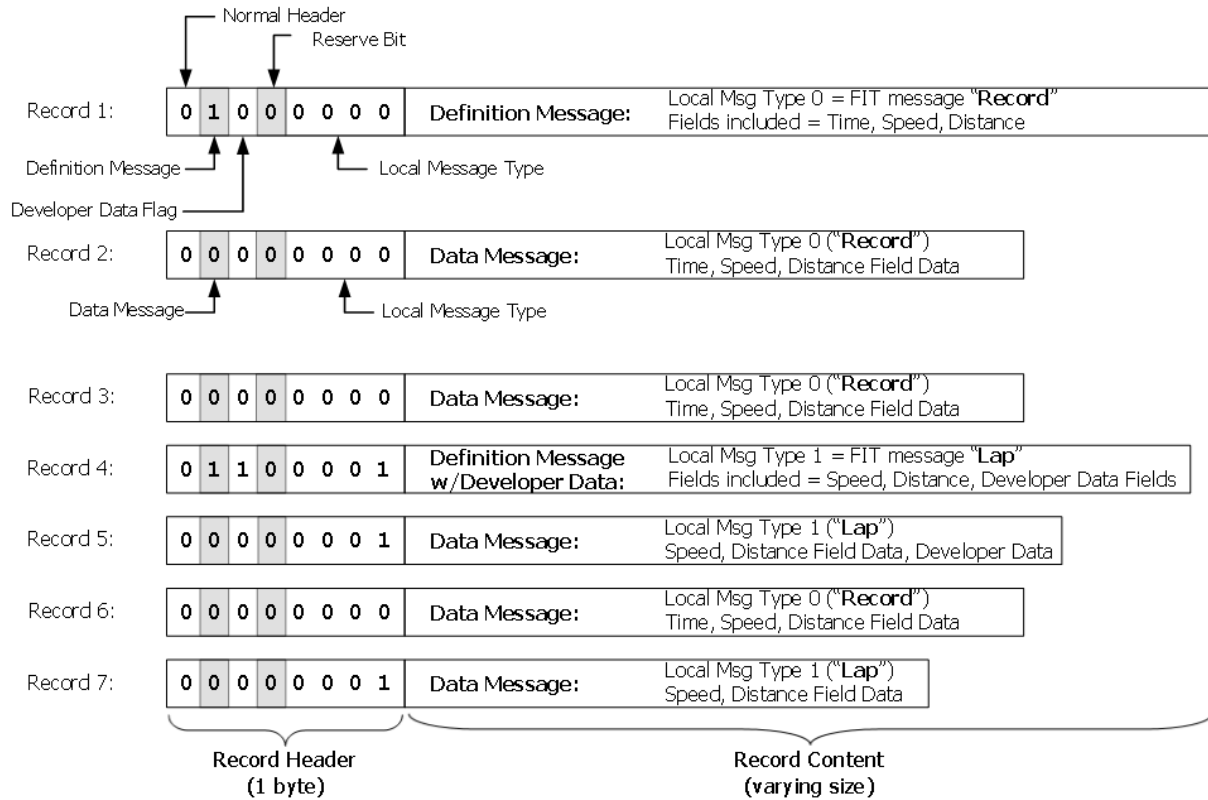 Normal Header
Reserve Bit
Record 1: 0 1 0 0 0 0 0 0 Definition Message: Local Msg Type 0 = FIT message “Record”
Fields included = Time, Speed, Distance
Definition Message
Local Message Type
Developer Data Flag
Record 2: 0 0 0 0 0 0 0 0 Data Message: Local Msg Type 0 (“Record”)
Time, Speed, Distance Field Data
Data Message
Local Message Type
Record 3: 0 0 0 0 0 0 0 0 Data Message: Local Msg Type 0 (“Record”)
Time, Speed, Distance Field Data
Record 4: 0 1 1 0 0 0 0 1 Definition Message Local Msg Type 1 = FIT message “Lap”
w/Developer Data: Fields included = Speed, Distance, Developer Data Fields
Record 5: 0 0 0 0 0 0 0 1 Data Message: Local Msg Type 1 (“Lap”)
Speed, Distance Field Data, Developer Data
Record 6: 0 0 0 0 0 0 0 0 Data Message: Local Msg Type 0 (“Record”)
Time, Speed, Distance Field Data
Record 7: 0 0 0 0 0 0 0 1 Data Message: Local Msg Type 1 (“Lap”)
Speed, Distance Field Data
Record Header Record Content
(1 byte) (varying size)